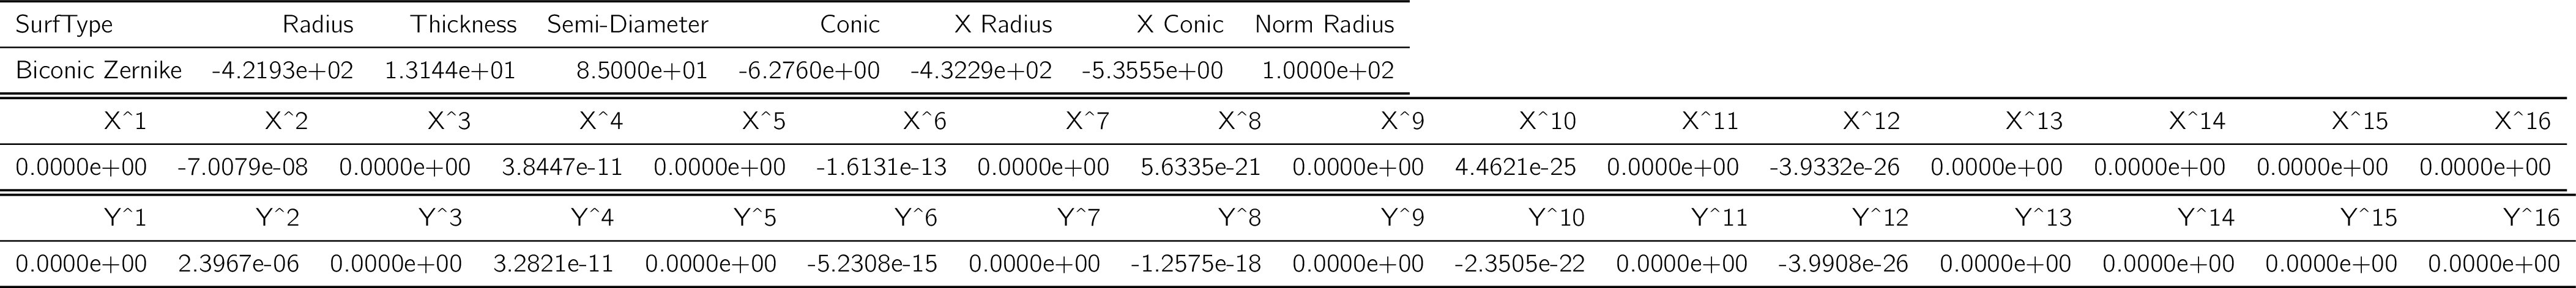 SurfType Radius Thickness Semi-Diameter Conic X Radius X Conic Norm Radius
Biconic Zernike -4.2193e+02 1.3144e+01 8.5000e+01 -6.2760e+00 -4.3229e+02 -5.3555e+00 1.0000e+02
X^1 X^2 X^3 X^4 X^5 X^6 X^7 X^8 X^9 X^10 X^11 X^12 X^13 X^14 X^15 X^16
0.0000e+00 -7.0079e-08 0.0000e+00 3.8447e-11 0.0000e+00 -1.6131e-13 0.0000e+00 5.6335e-21 0.0000e+00 4.4621e-25 0.0000e+00 -3.9332e-26 0.0000e+00 0.0000e+00 0.0000e+00 0.0000e+00
Y^1 Y^2 Y^3 Y^4 Y^5 Y^6 Y^7 Y^8 Y^9 Y^10 Y^11 Y^12 Y^13 Y^14 Y^15 Y^16
0.0000e+00 2.3967e-06 0.0000e+00 3.2821e-11 0.0000e+00 -5.2308e-15 0.0000e+00 -1.2575e-18 0.0000e+00 -2.3505e-22 0.0000e+00 -3.9908e-26 0.0000e+00 0.0000e+00 0.0000e+00 0.0000e+00